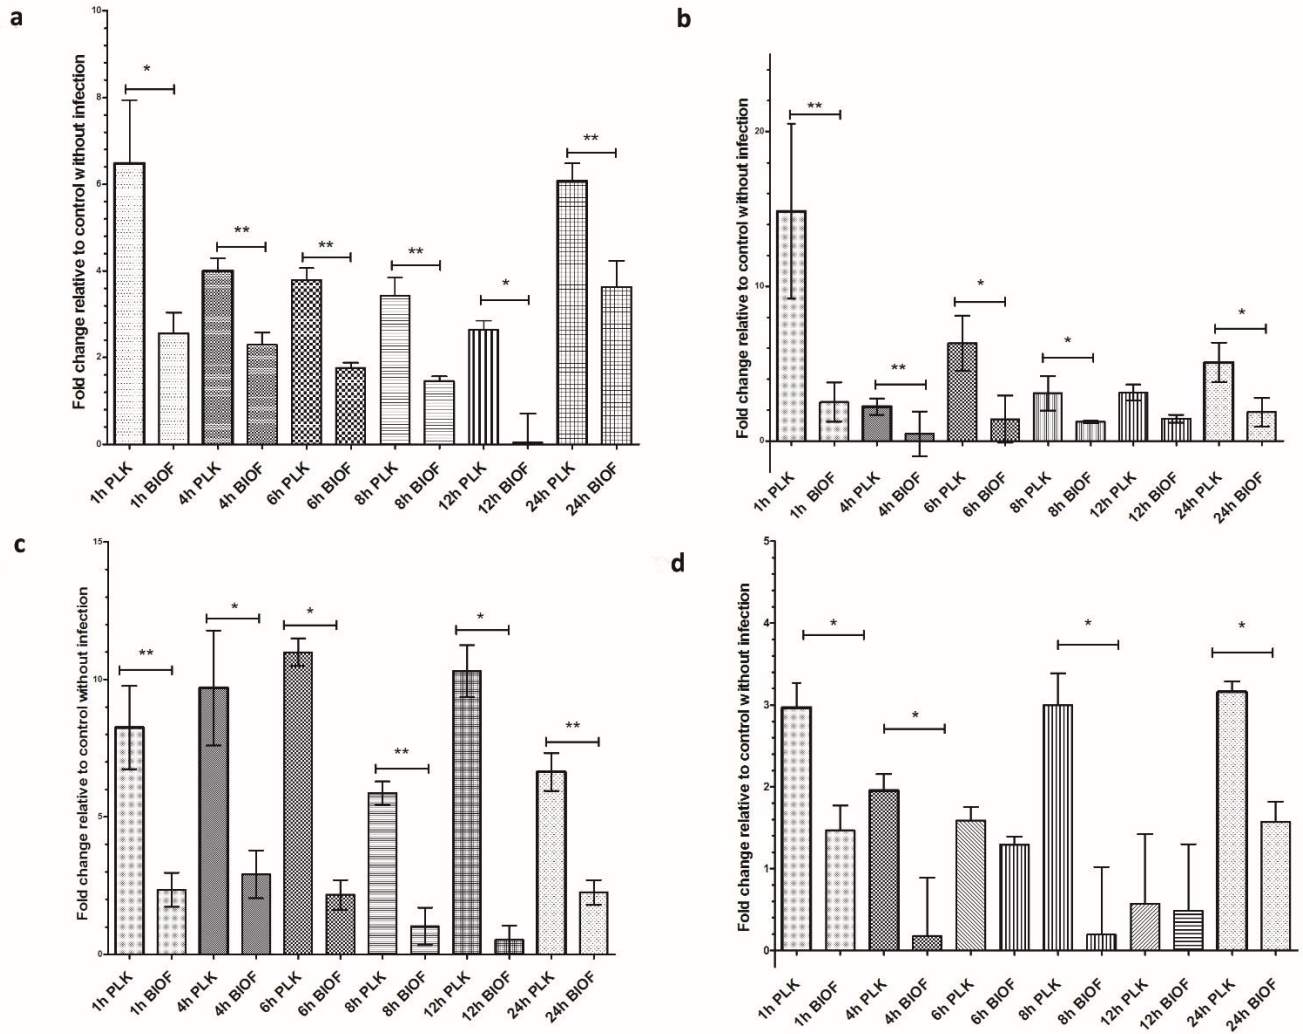 a
Fold change relative to control without infection
10
8
6
4
2
0
*
**
**
**
*
**
1h PLK
1h BIOF
4h PLK
4h BIOF
6h PLK
6h BIOF
8h PLK
8h BIOF
12h PLK
12h BIOF
24h PLK
24h BIOF
b
Fold change relative to control without infection
20
10
0
**
**
*
*
*
1h PLK
1h BIOF
4h PLK
4h BIOF
6h PLK
6h BIOF
8h PLK
8h BIOF
12h PLK
12h BIOF
24h PLK
24h BIOF
c
Fold change relative to control without infection
15
10
5
0
**
*
*
**
*
**
1h PLK
1h BIOF
4h PLK
4h BIOF
6h PLK
6h BIOF
8h PLK
8h BIOF
12h PLK
12h BIOF
24h PLK
24h BIOF
d
Fold change relative to control without infection
5
4
3
2
1
0
*
*
*
*
1h PLK
1h BIOF
4h PLK
4h BIOF
6h PLK
6h BIOF
8h PLK
8h BIOF
12h PLK
12h BIOF
24h PLK
24h BIOF